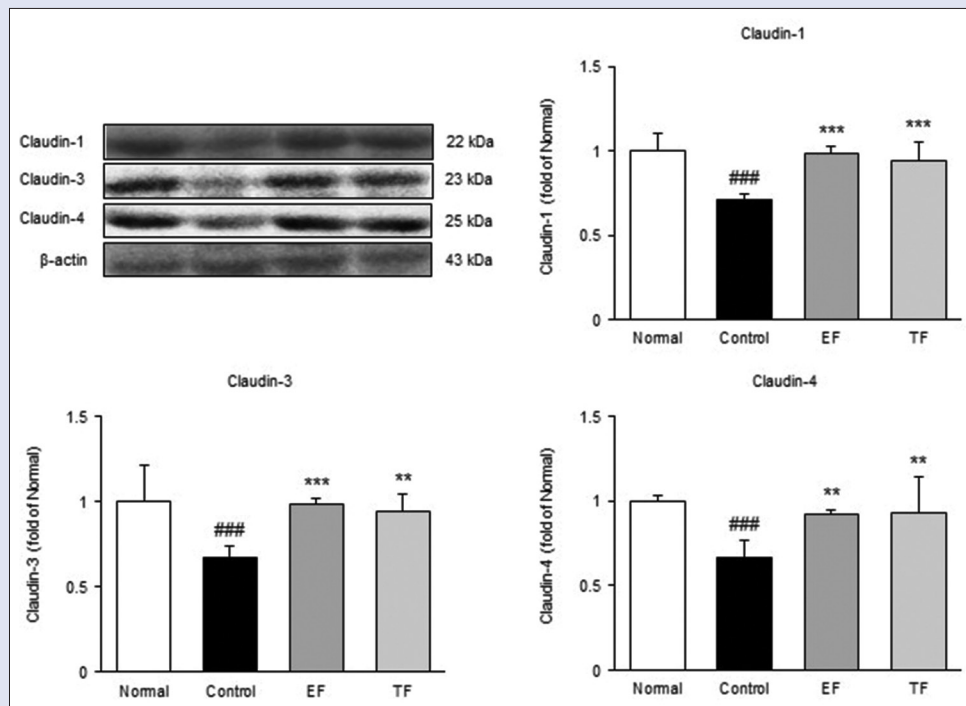 Claudin-1 22 kDa
Claudin-3 23 kDa
Claudin-4 25 kDa
β-actin 43 kDa
Claudin-1
Claudin-1 (fold of Normal)
1.5
1
0.5
0
###
***
***
Normal Control EF TF
Claudin-3
Claudin-3 (fold of Normal)
1.5
1
0.5
0
###
***
**
Normal Control EF TF
Claudin-4
Claudin-4 (fold of Normal)
1.5
1
0.5
0
###
**
**
Normal Control EF TF